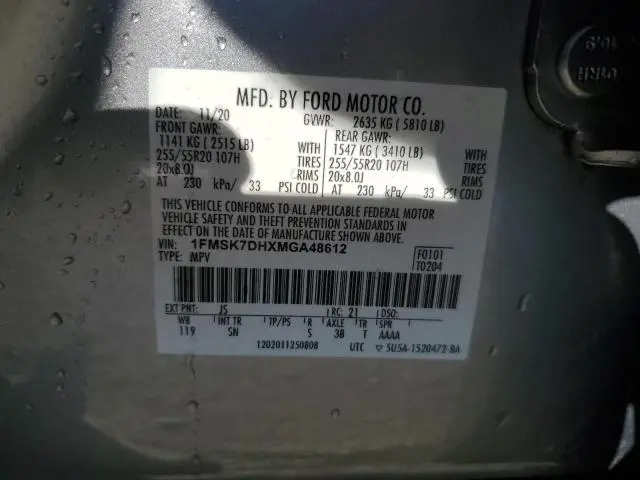 MFD. BY FORD MOTOR CO.
DATE: 11/20 GVWR: 2635 KG ( 5810 LB)
FRONT GAWR: REAR GAWR:
1141 KG ( 2515 LB) WITH 1547 KG ( 3410 LB) WITH
255/55R20 107H TIRES 255/55R20 107H TIRES
20x8.0J RIMS 20x8.0J RIMS
AT 230 kPa/ 33 PSI COLD AT 230 kPa/ 33 PSI COLD
THIS VEHICLE CONFORMS TO ALL APPLICABLE FEDERAL MOTOR
VEHICLE SAFETY AND THEFT PREVENTION STANDARDS IN
EFFECT ON THE DATE OF MANUFACTURE SHOWN ABOVE.
VIN: 1FMSK7DHXMGA48612 F0101
TYPE: MPV T0204
EXT PNT: JS RC: 21 DSO:
WB INT TR TP/PS R AXLE TR SPR
119 SN S 3B T AAAA
1202011250808 UTC ▽ 5U5A-1520472-BA
10.9